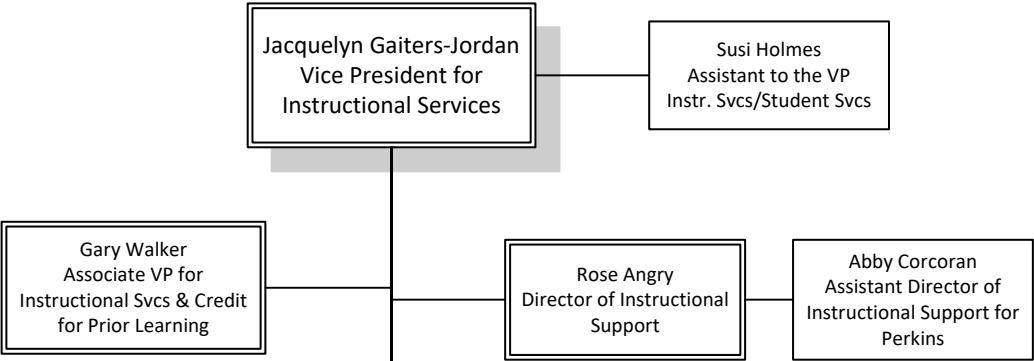 Jacquelyn Gaiters-Jordan
Vice President for
Instructional Services
Susi Holmes
Assistant to the VP
Instr. Svcs/Student Svcs
Gary Walker
Associate VP for
Instructional Svcs & Credit
for Prior Learning
Rose Angry
Director of Instructional
Support
Abby Corcoran
Assistant Director of
Instructional Support for
Perkins